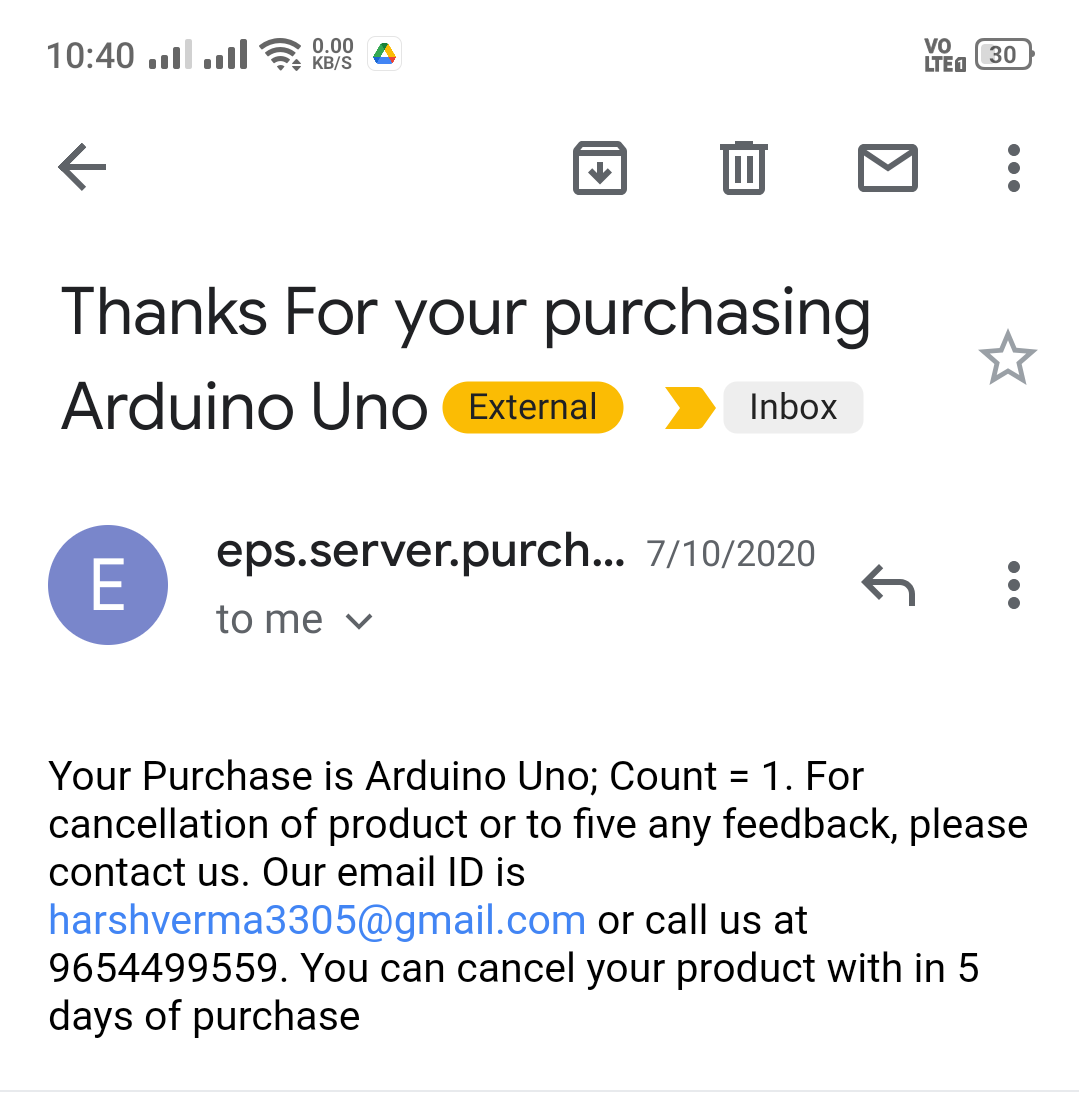 10:40 0.00 KB/S VO LTE1 30
Thanks For your purchasing
Arduino Uno External Inbox
E
eps.server.purch... 7/10/2020
to me
Your Purchase is Arduino Uno; Count = 1. For
cancellation of product or to five any feedback, please
contact us. Our email ID is
harshverma3305@gmail.com or call us at
9654499559. You can cancel your product with in 5
days of purchase